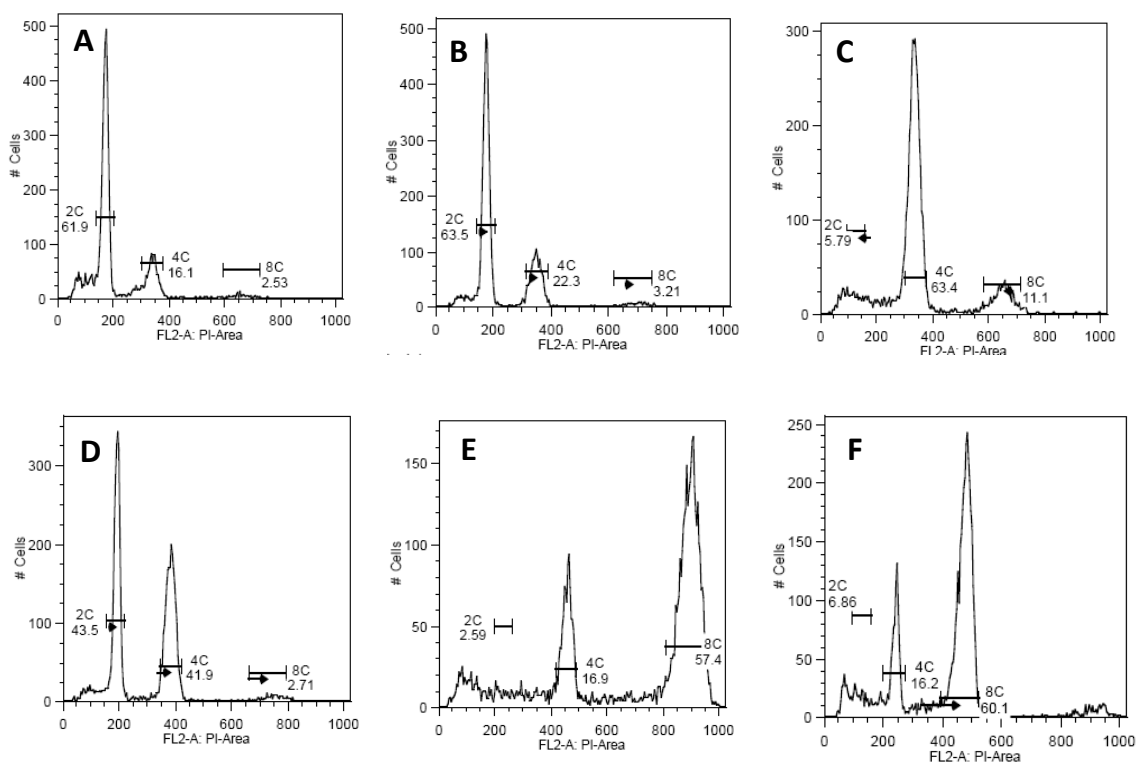 A
500
400
300
200
100
0
# Cells
2C
61.9
4C
16.1
8C
2.53
0 200 400 600 800 1000
FL2-A: PI-Area
B
500
400
300
200
100
0
# Cells
2C
63.5
4C
22.3
8C
3.21
0 200 400 600 800 1000
FL2-A: PI-Area
C
300
200
100
0
# Cells
2C
5.79
4C
63.4
8C
11.1
0 200 400 600 800 1000
FL2-A: PI-Area
D
300
200
100
0
# Cells
2C
43.5
4C
41.9
8C
2.71
0 200 400 600 800 1000
FL2-A: PI-Area
E
150
100
50
0
# Cells
2C
2.59
4C
16.9
8C
57.4
0 200 400 600 800 1000
FL2-A: PI-Area
F
250
200
150
100
50
0
# Cells
2C
6.86
4C
16.2
8C
60.1
0 200 400 600 800 1000
FL2-A: PI-Area